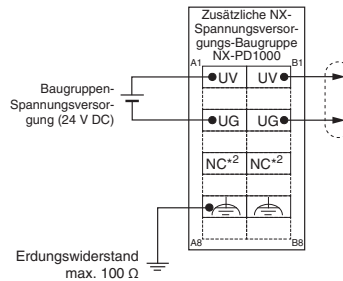 Zusätzliche NX-
Spannungsversor-
gungs-Baugruppe
NX-PD1000
A1
B1
UV
UV
Baugruppen-
Spannungsversor-
gung (24 V DC)
UG
UG
NC*2
NC*2
A8
B8
Erdungswiderstand
max. 100 Ω